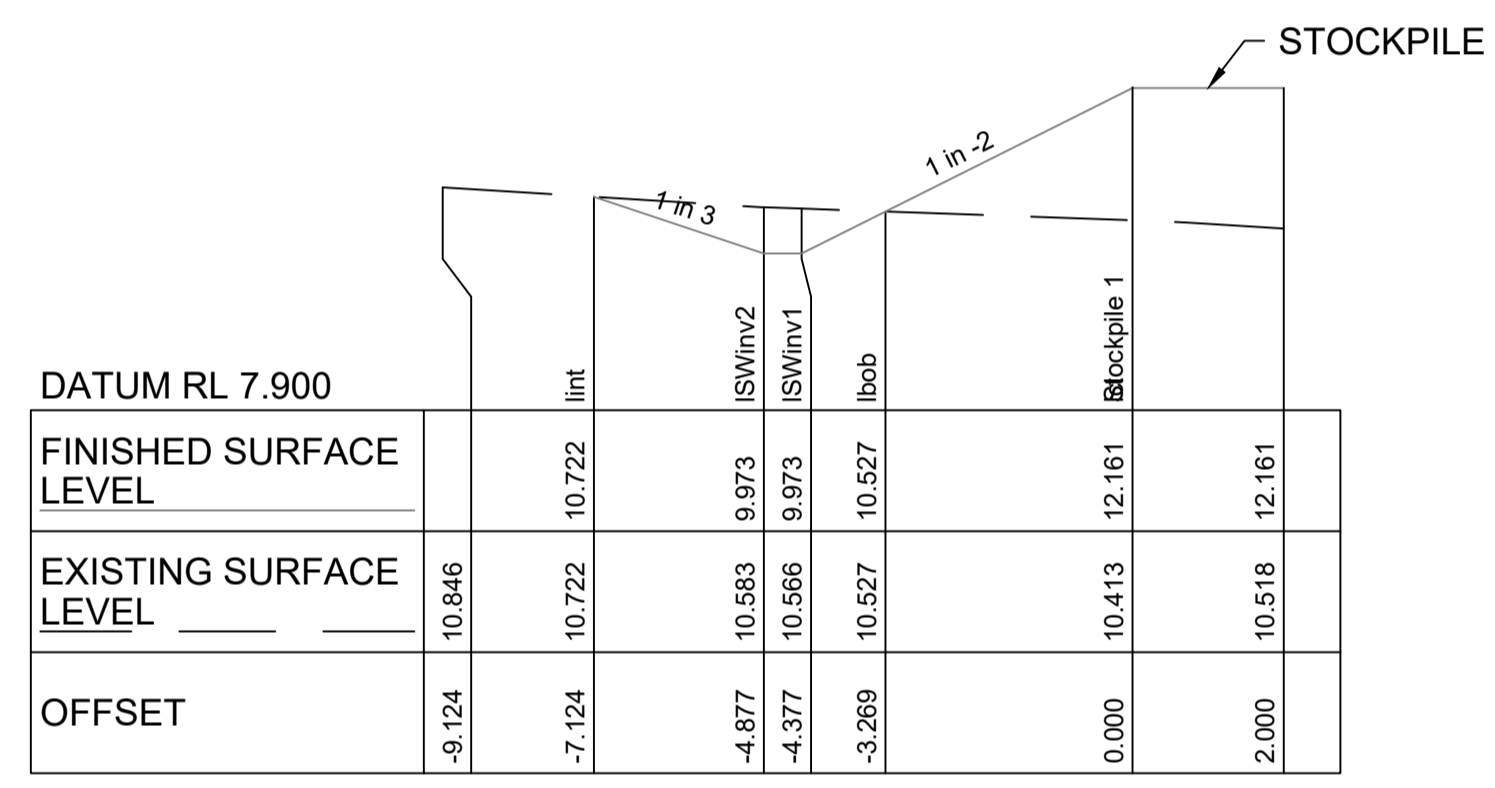 STOCKPILE
1 in -2
1 in 3
DATUM RL 7.900
lint
ISWinv2
ISWinv1
Ibob
Stockpile 1
FINISHED SURFACE
LEVEL
10.722
9.973
9.973
10.527
12.161
12.161
EXISTING SURFACE
LEVEL
10.846
10.722
10.583
10.566
10.527
10.413
10.518
OFFSET
-9.124
-7.124
-4.877
-4.377
-3.269
0.000
2.000